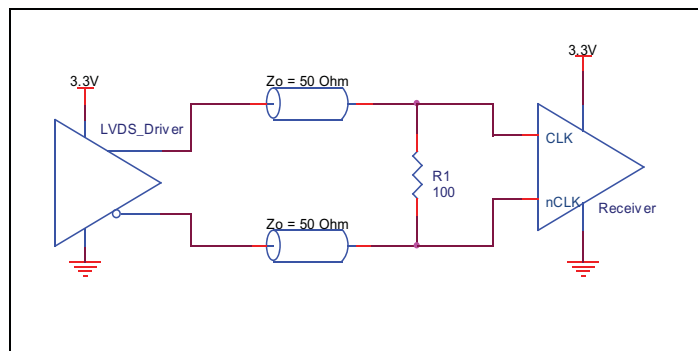 3.3V
LVDS_Driver
Zo = 50 Ohm
R1
100
Zo = 50 Ohm
3.3V
CLK
nCLK
Receiver